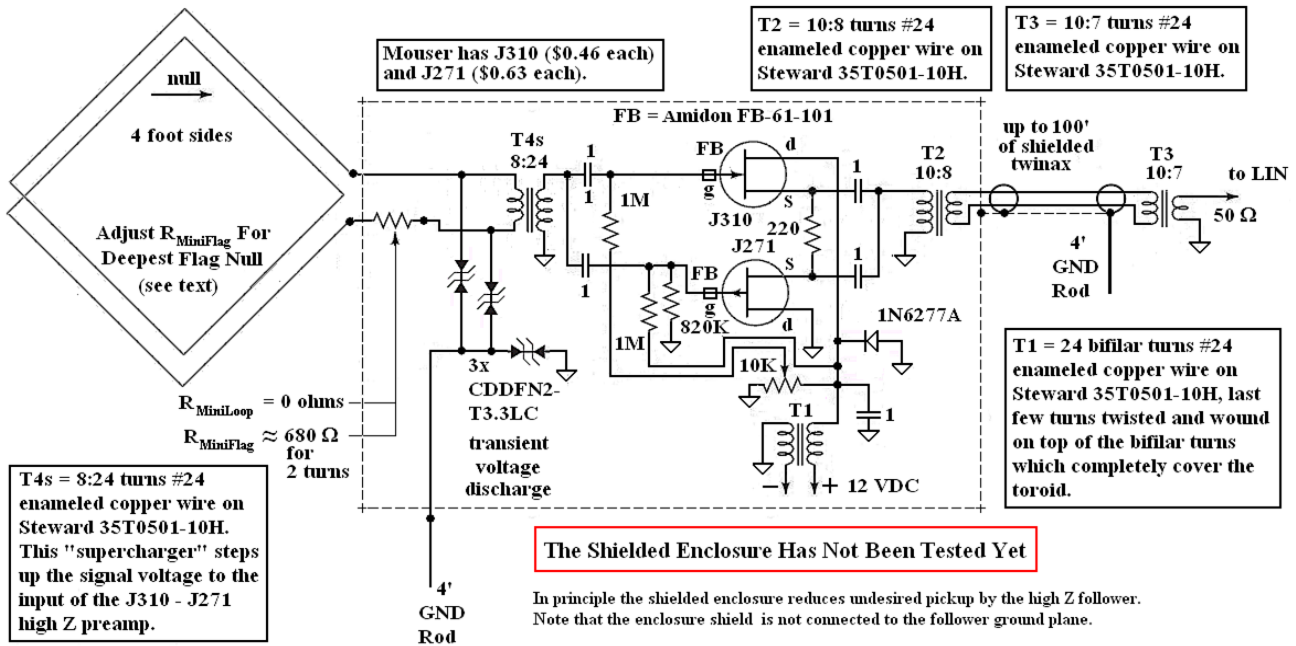 null
4 foot sides
Adjust RMiniFlag For
Deepest Flag Null
(see text)
Mouser has J310 ($0.46 each)
and J271 ($0.63 each).
T2 = 10:8 turns #24
enameled copper wire on
Steward 35T0501-10H.
T3 = 10:7 turns #24
enameled copper wire on
Steward 35T0501-10H.
FB = Amidon FB-61-101
T4s
8:24
1
1M
FB
g
d
s
J310
220
J271
1
FB
g
s
d
1
1
820K
1M
10K
1N6277A
1
T1
− + 12 VDC
T2
10:8
up to 100'
of shielded
twinax
T3
10:7
to LIN
50 Ω
4'
GND
Rod
3x
CDDFN2-
T3.3LC
transient
voltage
discharge
RMiniLoop = 0 ohms
RMiniFlag ≈ 680 Ω
for
2 turns
T1 = 24 bifilar turns #24
enameled copper wire on
Steward 35T0501-10H, last
few turns twisted and wound
on top of the bifilar turns
which completely cover the
toroid.
T4s = 8:24 turns #24
enameled copper wire on
Steward 35T0501-10H.
This "supercharger" steps
up the signal voltage to the
input of the J310 - J271
high Z preamp.
4'
GND
Rod
The Shielded Enclosure Has Not Been Tested Yet
In principle the shielded enclosure reduces undesired pickup by the high Z follower.
Note that the enclosure shield is not connected to the follower ground plane.